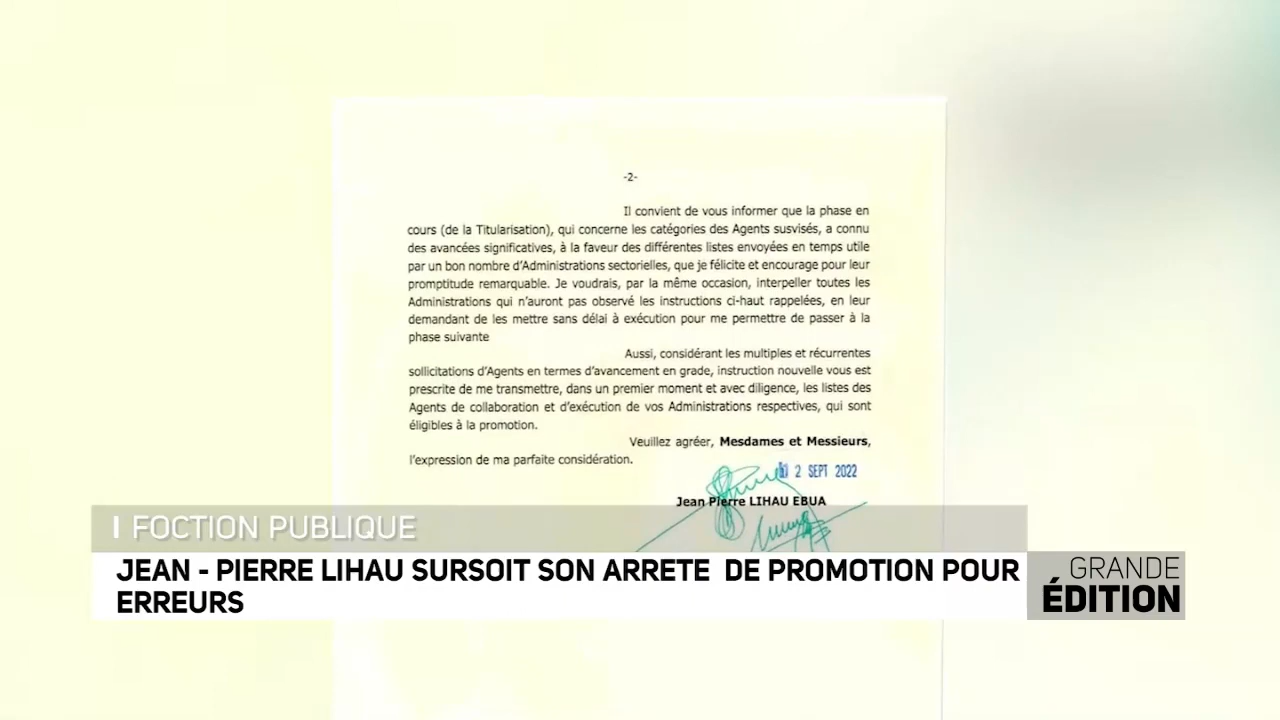 -2-
Il convient de vous informer que la phase en
cours (de la Titularisation), qui concerne les catégories des Agents susvisés, a connu
des avancées significatives, à la faveur des différentes listes envoyées en temps utile
par un bon nombre d'Administrations sectorielles, que je félicite et encourage pour leur
promptitude remarquable. Je voudrais, par la même occasion, interpeller toutes les
Administrations qui n'auront pas observé les instructions ci-haut rappelées, en leur
demandant de les mettre sans délai à exécution pour me permettre de passer à la
phase suivante
Aussi, considérant les multiples et récurrentes
sollicitations d'Agents en termes d'avancement en grade, instruction nouvelle vous est
prescrite de me transmettre, dans un premier moment et avec diligence, les listes des
Agents de collaboration et d'exécution de vos Administrations respectives, qui sont
éligibles à la promotion.
Veuillez agréer, Mesdames et Messieurs,
l'expression de ma parfaite considération.
2 SEPT 2022
Jean Pierre LIHAU EBUA
FOCTION PUBLIQUE
JEAN - PIERRE LIHAU SURSOIT SON ARRETE DE PROMOTION POUR
ERREURS
GRANDE
ÉDITION